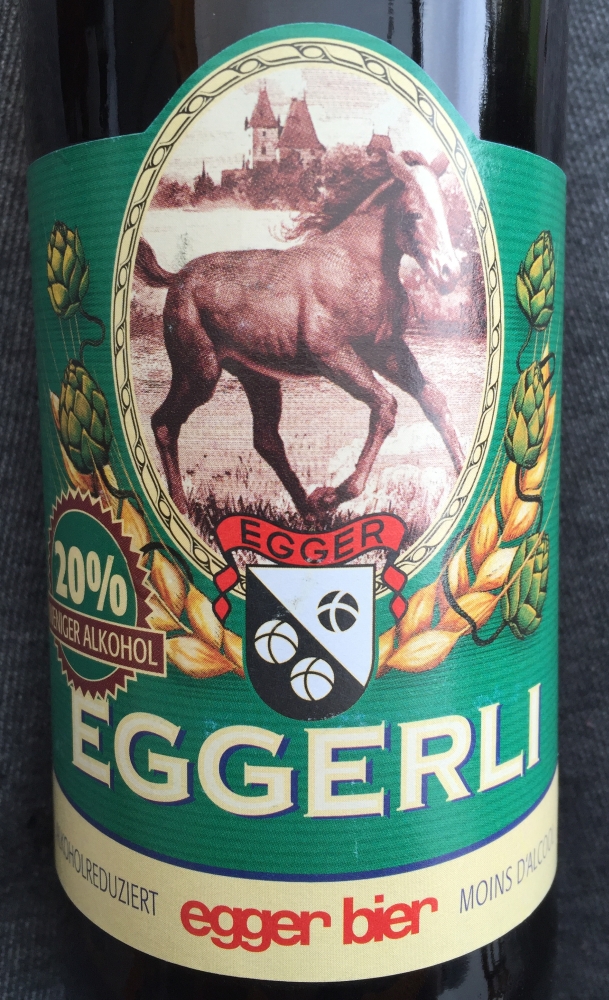 EGGER
20%
WENIGER ALKOHOL
EGGERLI
ALKOHOLREDUZIERT
egger bier
MOINS D'ALCOOL